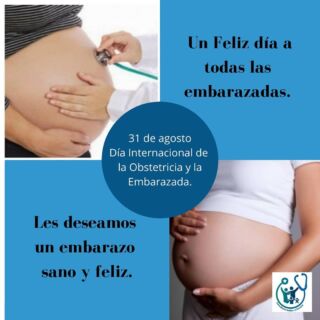 Un Feliz día a
todas las
embarazadas.
31 de agosto
Día Internacional de
la Obstetricia y la
Embarazada.
Les deseamos
un embarazo
sano y feliz.